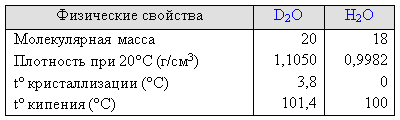 Физические свойства D₂O H₂O
Молекулярная масса 20 18
Плотность при 20°C (г/см³) 1,1050 0,9982
t° кристаллизации (°C) 3,8 0
t° кипения (°C) 101,4 100